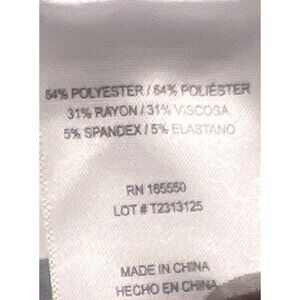 64% POLYESTER / 64% POLIÉSTER
31% RAYON / 31% VISCOSA
5% SPANDEX / 5% ELASTANO
RN 165550
LOT # T2313125
MADE IN CHINA
HECHO EN CHINA